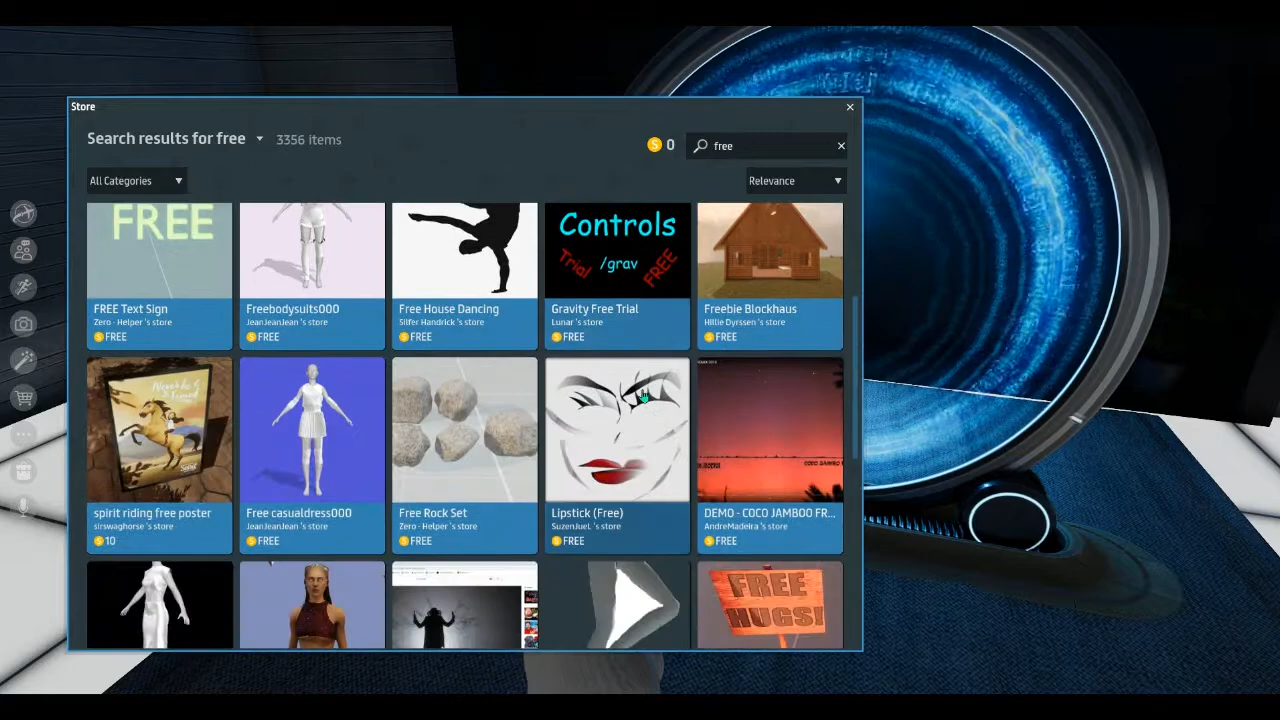 Store
Search results for free 3356 items
0
free
All Categories
Relevance
FREE
Controls
Trial /grav FREE
FREE Text Sign
Zero - Helper 's store
FREE
Freebodysuits000
JeanJeanJean 's store
FREE
Free House Dancing
Slifer Handrick 's store
FREE
Gravity Free Trial
Lunar 's store
FREE
Freebie Blockhaus
Hillie Dyrssen 's store
FREE
Spirit
COCO JAMBO
spirit riding free poster
sirswaghorse 's store
10
Free casualdress000
JeanJeanJean 's store
FREE
Free Rock Set
Zero - Helper 's store
FREE
Lipstick (Free)
SuzenJueL 's store
FREE
DEMO - COCO JAMBOO FR...
AndreMadeira 's store
FREE
FREE
HUGS!